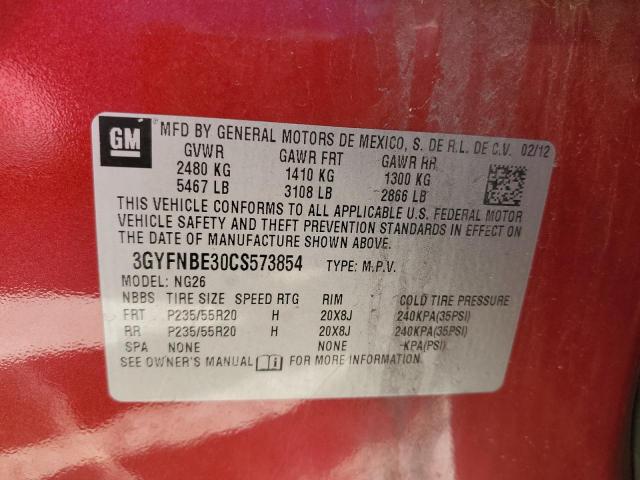 GM MFD BY GENERAL MOTORS DE MEXICO, S. DE R.L. DE C.V. 02/12
GVWR GAWR FRT GAWR RR
2480 KG 1410 KG 1300 KG
5467 LB 3108 LB 2866 LB
THIS VEHICLE CONFORMS TO ALL APPLICABLE U.S. FEDERAL MOTOR
VEHICLE SAFETY AND THEFT PREVENTION STANDARDS IN EFFECT ON
THE DATE OF MANUFACTURE SHOWN ABOVE.
3GYFNBE30CS573854 TYPE: M.P.V.
MODEL: NG26
NBBS TIRE SIZE SPEED RTG RIM COLD TIRE PRESSURE
FRT P235/55R20 H 20X8J 240KPA(35PSI)
RR P235/55R20 H 20X8J 240KPA(35PSI)
SPA NONE NONE -KPA(PSI)
SEE OWNER'S MANUAL FOR MORE INFORMATION